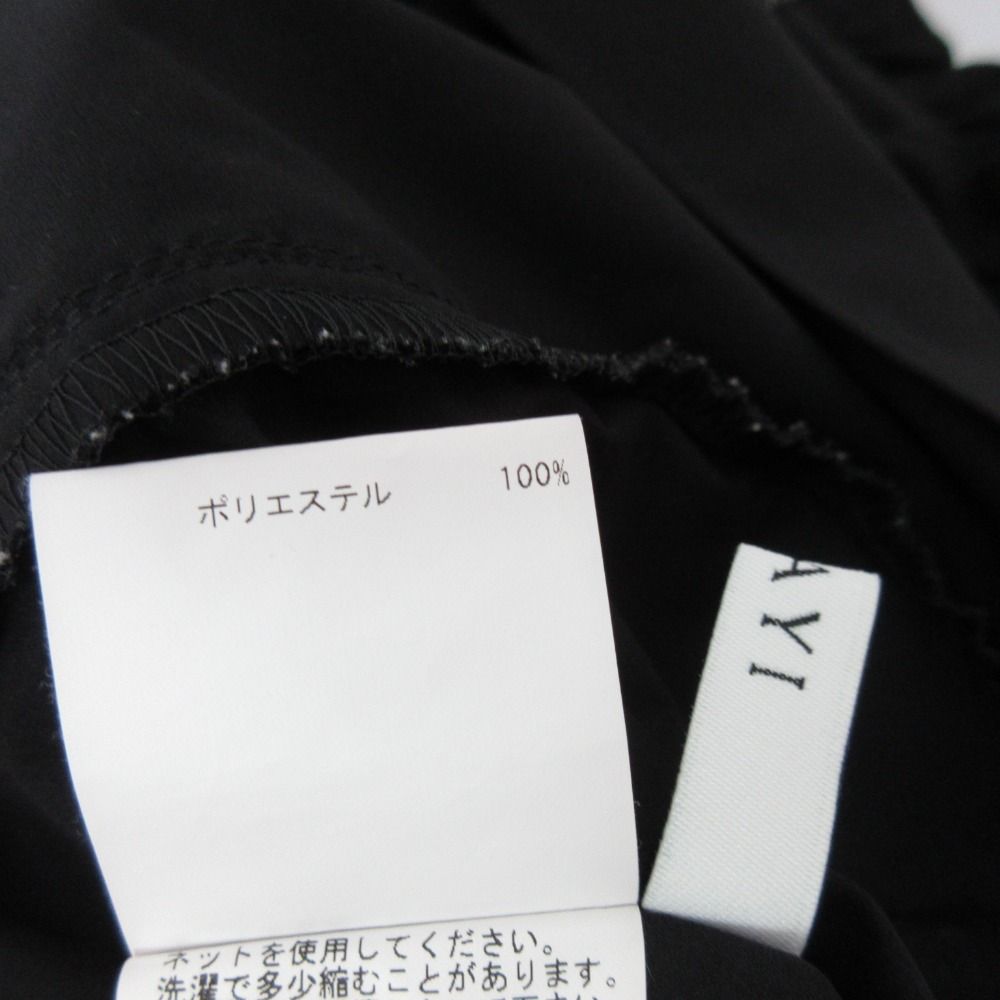 ポリエステル 100%
AYI
ネットを使用してください。
洗濯で多少縮むことがあります。